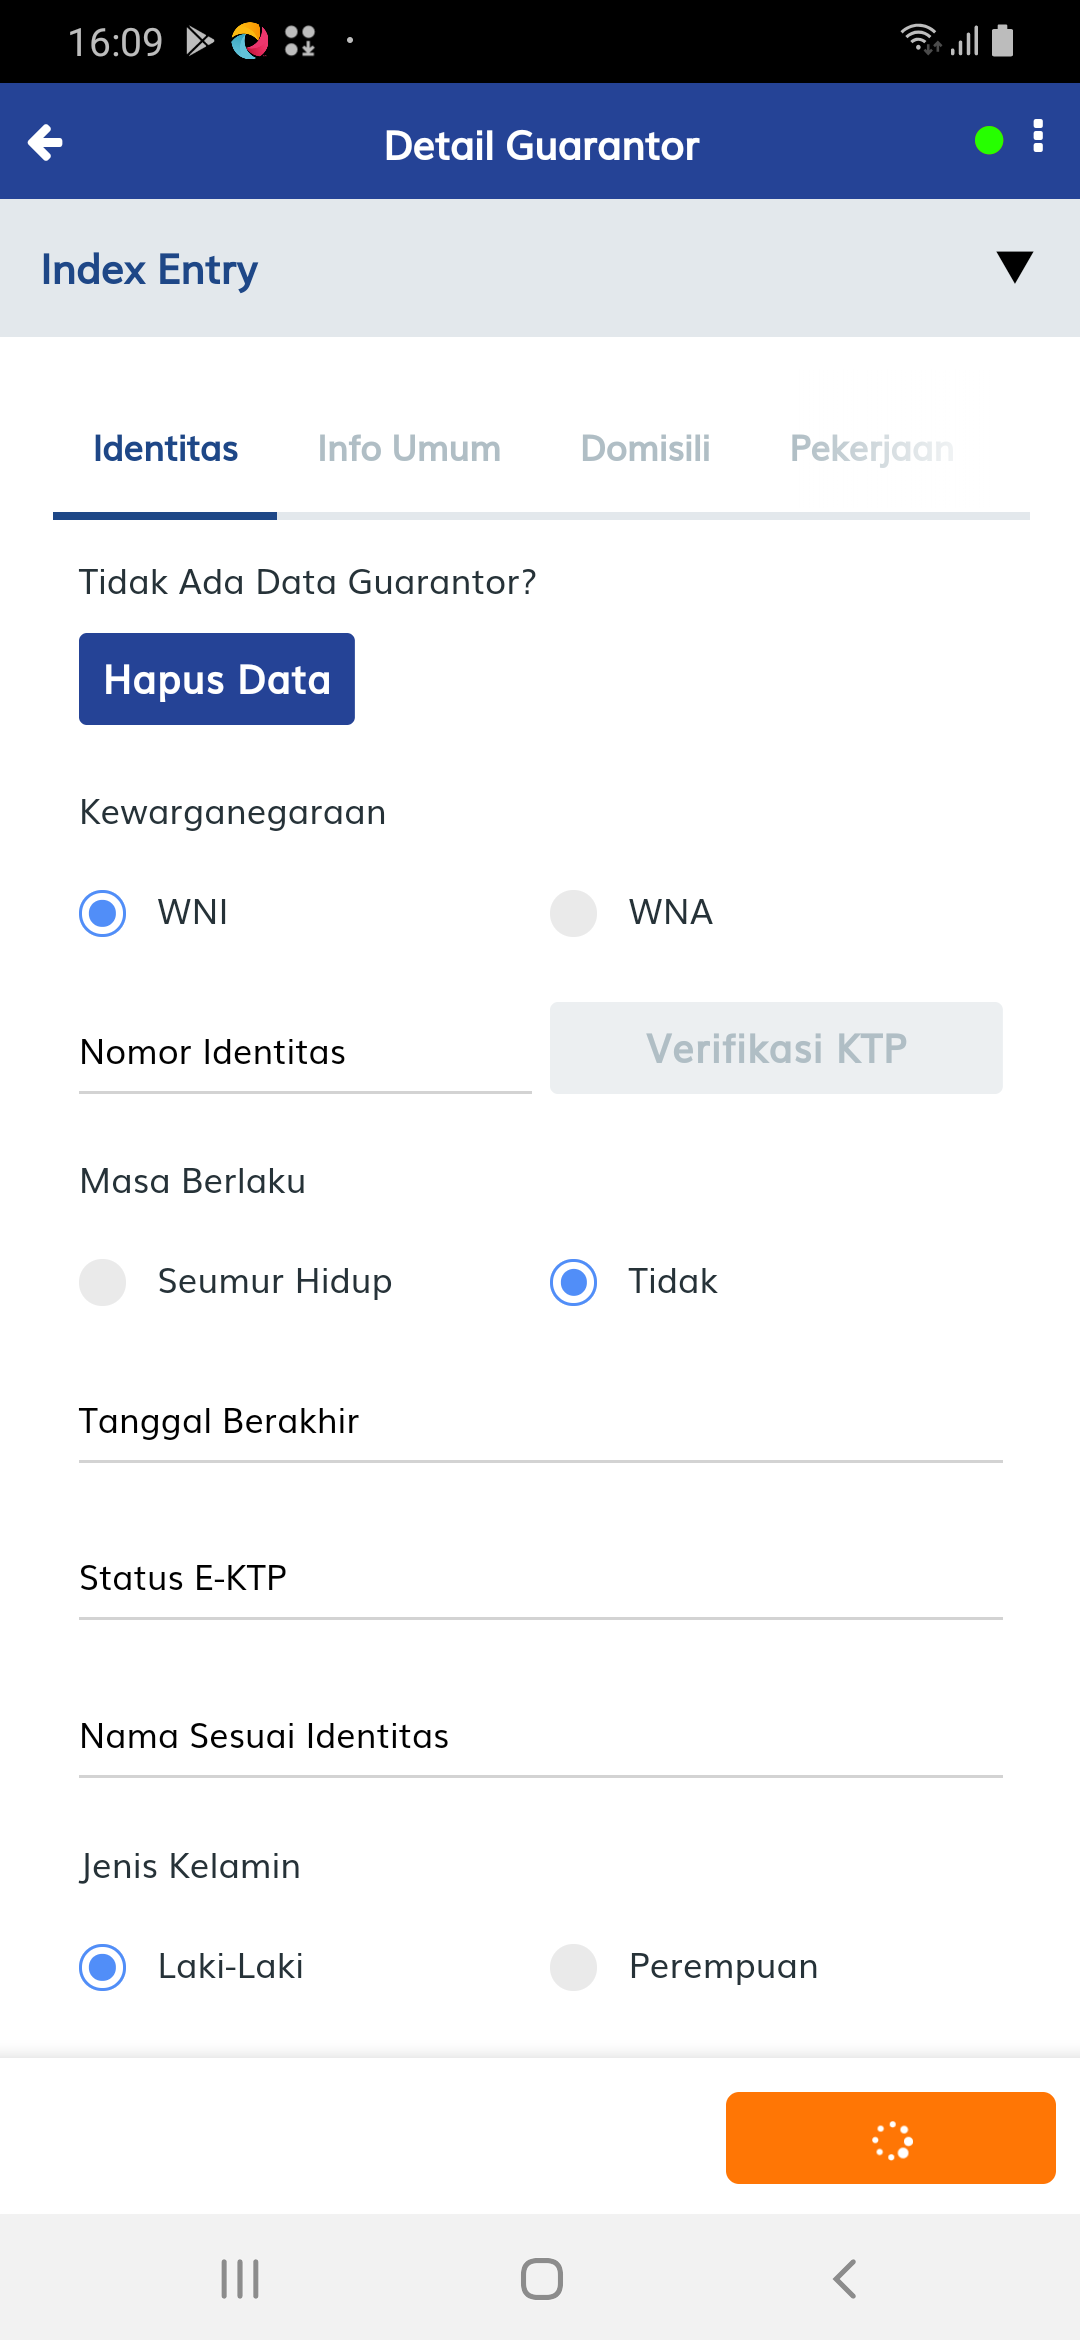 16:09
Detail Guarantor
Index Entry
Identitas Info Umum Domisili Pekerjaan
Tidak Ada Data Guarantor?
Hapus Data
Kewarganegaraan
WNI WNA
Nomor Identitas Verifikasi KTP
Masa Berlaku
Seumur Hidup Tidak
Tanggal Berakhir
Status E-KTP
Nama Sesuai Identitas
Jenis Kelamin
Laki-Laki Perempuan